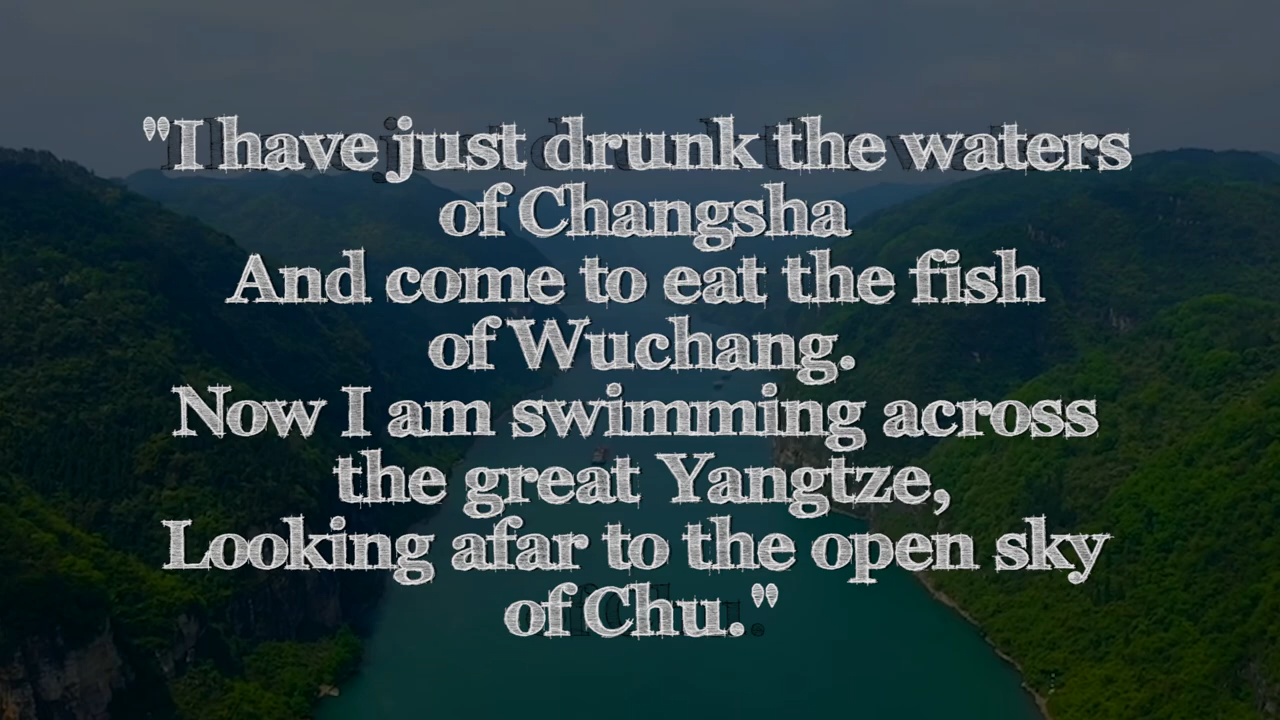 "I have just drunk the waters
of Changsha
And come to eat the fish
of Wuchang.
Now I am swimming across
the great Yangtze,
Looking afar to the open sky
of Chu."